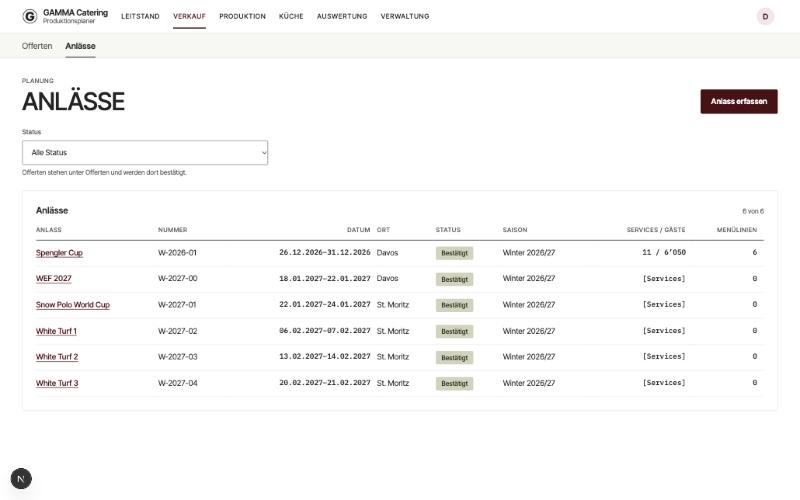 G GAMMA Catering
Produktionsplaner
LEITSTAND VERKAUF PRODUKTION KÜCHE AUSWERTUNG VERWALTUNG
D
Offerten Anlässe
PLANUNG
ANLÄSSE
Anlass erfassen
Status
Alle Status
Offerten stehen unter Offerten und werden dort bestätigt.
Anlässe 6 von 6
ANLASS NUMMER DATUM ORT STATUS SAISON SERVICES / GÄSTE MENÜLINIEN
Spengler Cup W-2026-01 26.12.2026–31.12.2026 Davos Bestätigt Winter 2026/27 11 / 6’050 6
WEF 2027 W-2027-00 18.01.2027–22.01.2027 Davos Bestätigt Winter 2026/27 [Services] 0
Snow Polo World Cup W-2027-01 22.01.2027–24.01.2027 St. Moritz Bestätigt Winter 2026/27 [Services] 0
White Turf 1 W-2027-02 06.02.2027–07.02.2027 St. Moritz Bestätigt Winter 2026/27 [Services] 0
White Turf 2 W-2027-03 13.02.2027–14.02.2027 St. Moritz Bestätigt Winter 2026/27 [Services] 0
White Turf 3 W-2027-04 20.02.2027–21.02.2027 St. Moritz Bestätigt Winter 2026/27 [Services] 0
N